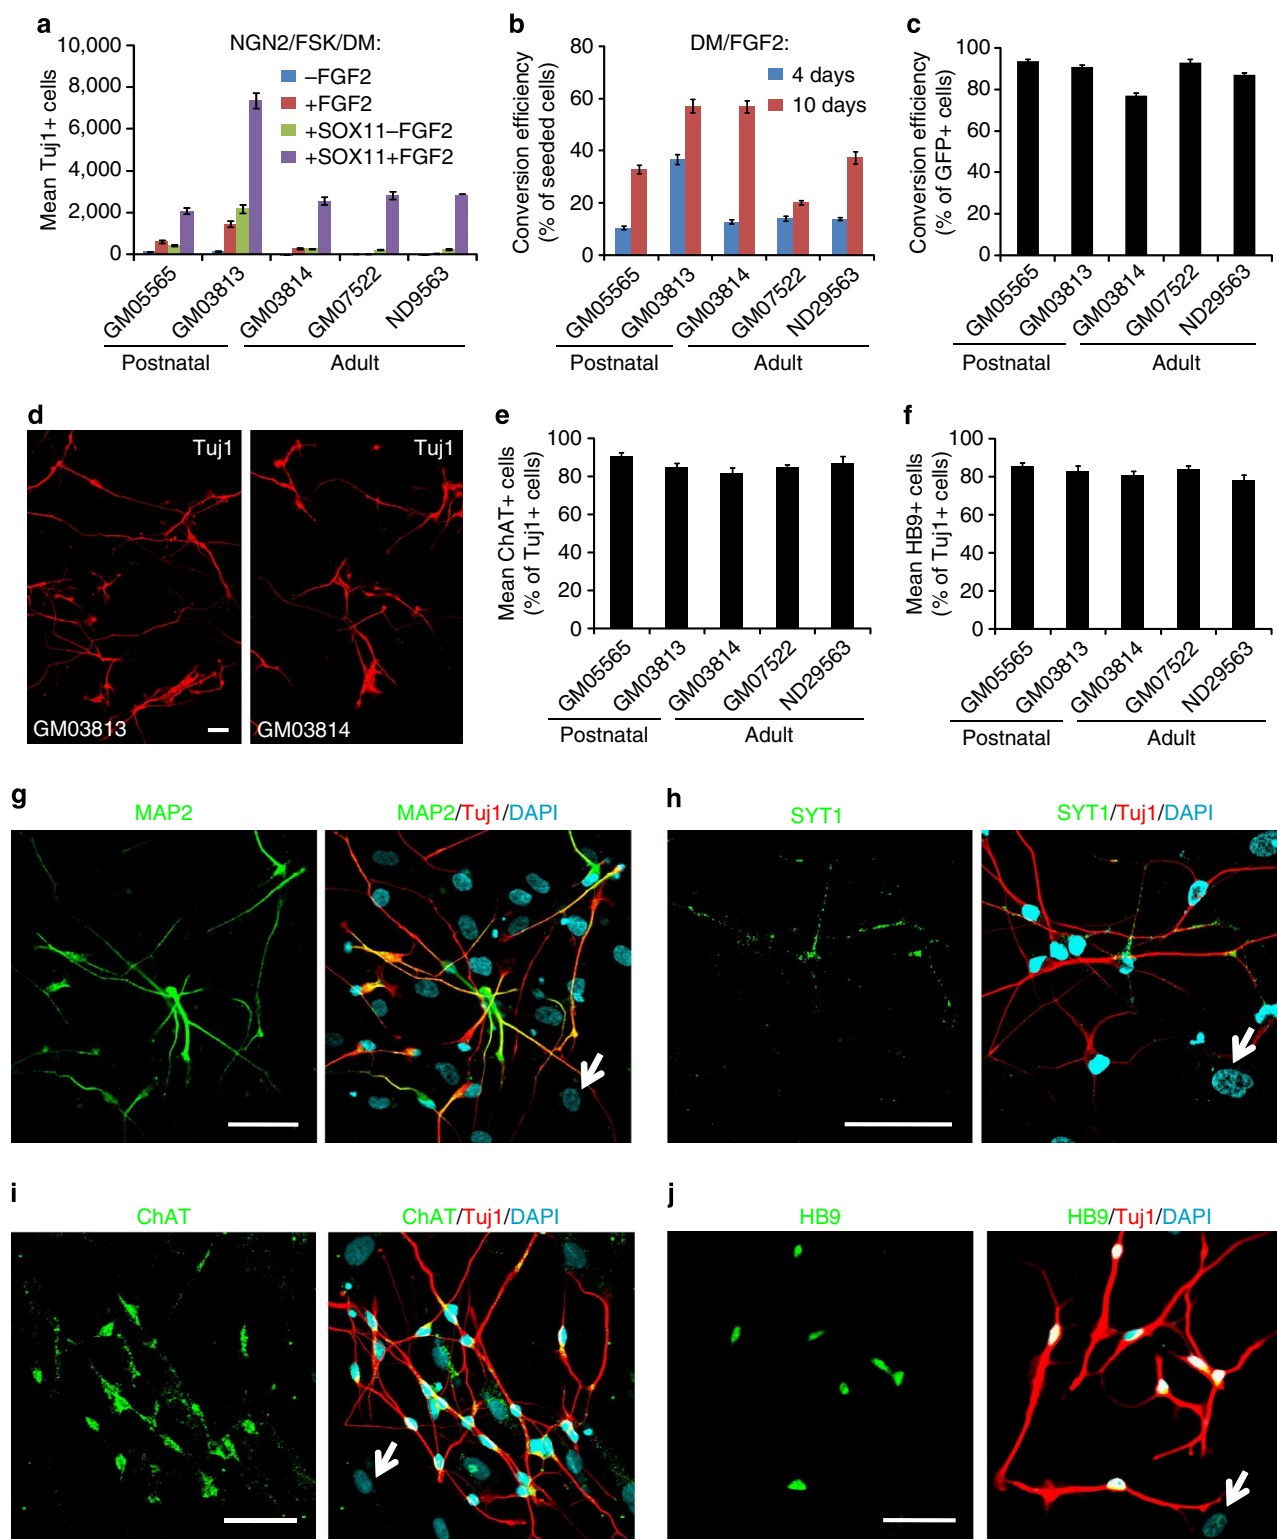 a
NGN2/FSK/DM:
–FGF2
+FGF2
+SOX11–FGF2
+SOX11+FGF2
Mean Tuj1+ cells
10,000
8,000
6,000
4,000
2,000
0
GM05565
GM03813
GM03814
GM07522
ND9563
Postnatal
Adult
b
DM/FGF2:
4 days
10 days
Conversion efficiency
(% of seeded cells)
80
60
40
20
0
GM05565
GM03813
GM03814
GM07522
ND29563
Postnatal
Adult
c
Conversion efficiency
(% of GFP+ cells)
100
80
60
40
20
0
GM05565
GM03813
GM03814
GM07522
ND29563
Postnatal
Adult
d
Tuj1
GM03813
Tuj1
GM03814
e
Mean ChAT+ cells
(% of Tuj1+ cells)
100
80
60
40
20
0
GM05565
GM03813
GM03814
GM07522
ND29563
Postnatal
Adult
f
Mean HB9+ cells
(% of Tuj1+ cells)
100
80
60
40
20
0
GM05565
GM03813
GM03814
GM07522
ND29563
Postnatal
Adult
g
MAP2
MAP2/Tuj1/DAPI
h
SYT1
SYT1/Tuj1/DAPI
i
ChAT
ChAT/Tuj1/DAPI
j
HB9
HB9/Tuj1/DAPI